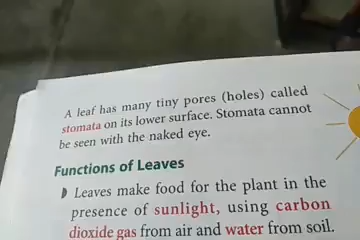 A leaf has many tiny pores (holes) called
stomata on its lower surface. Stomata cannot
be seen with the naked eye.
Functions of Leaves
Leaves make food for the plant in the
presence of sunlight, using carbon
dioxide gas from air and water from soil.